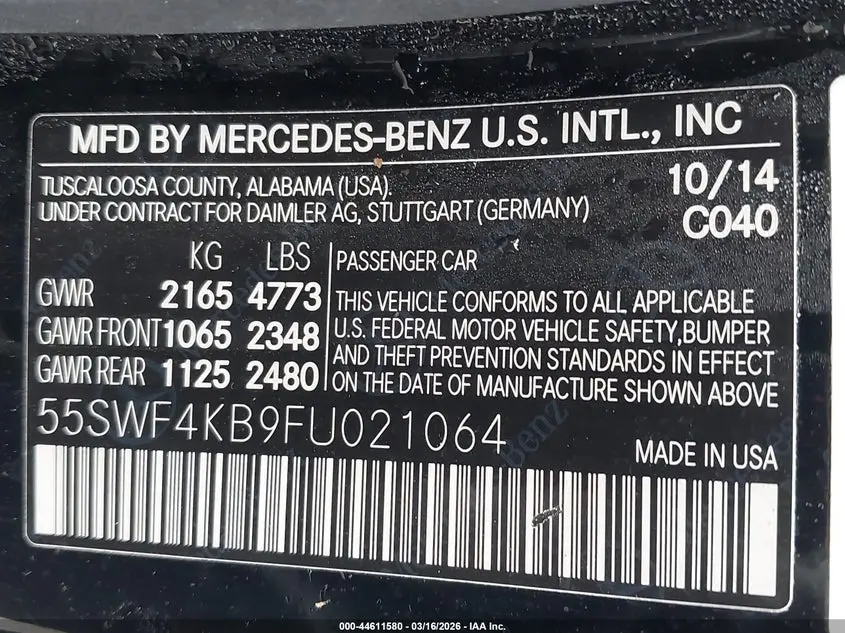 MFD BY MERCEDES-BENZ U.S. INTL., INC
TUSCALOOSA COUNTY, ALABAMA (USA).
UNDER CONTRACT FOR DAIMLER AG, STUTTGART (GERMANY)
10/14
C040
KG LBS
GVWR 2165 4773
GAWR FRONT 1065 2348
GAWR REAR 1125 2480
PASSENGER CAR
THIS VEHICLE CONFORMS TO ALL APPLICABLE
U.S. FEDERAL MOTOR VEHICLE SAFETY,BUMPER
AND THEFT PREVENTION STANDARDS IN EFFECT
ON THE DATE OF MANUFACTURE SHOWN ABOVE
55SWF4KB9FU021064
MADE IN USA
000-44611580 - 03/16/2026 - IAA Inc.